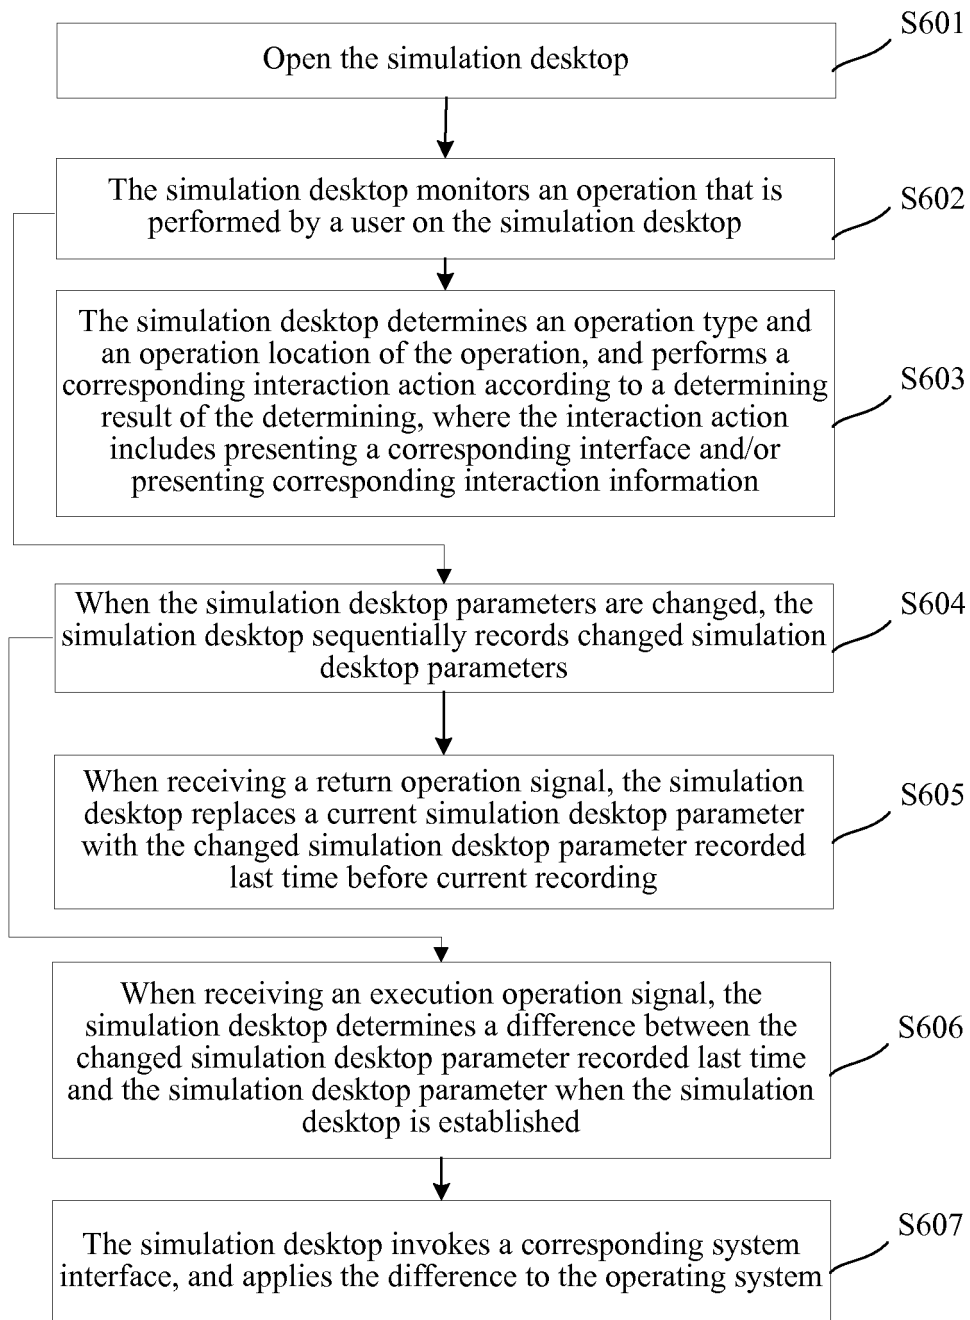 S601
Open the simulation desktop
The simulation desktop monitors an operation that is
performed by a user on the simulation desktop
S602
The simulation desktop determines an operation type and
an operation location of the operation, and performs a
corresponding interaction action according to a determining
result of the determining, where the interaction action
includes presenting a corresponding interface and/or
presenting corresponding interaction information
S603
When the simulation desktop parameters are changed, the
simulation desktop sequentially records changed simulation
desktop parameters
S604
When receiving a return operation signal, the simulation
desktop replaces a current simulation desktop parameter
with the changed simulation desktop parameter recorded
last time before current recording
S605
When receiving an execution operation signal, the
simulation desktop determines a difference between the
changed simulation desktop parameter recorded last time
and the simulation desktop parameter when the simulation
desktop is established
S606
The simulation desktop invokes a corresponding system
interface, and applies the difference to the operating system
S607